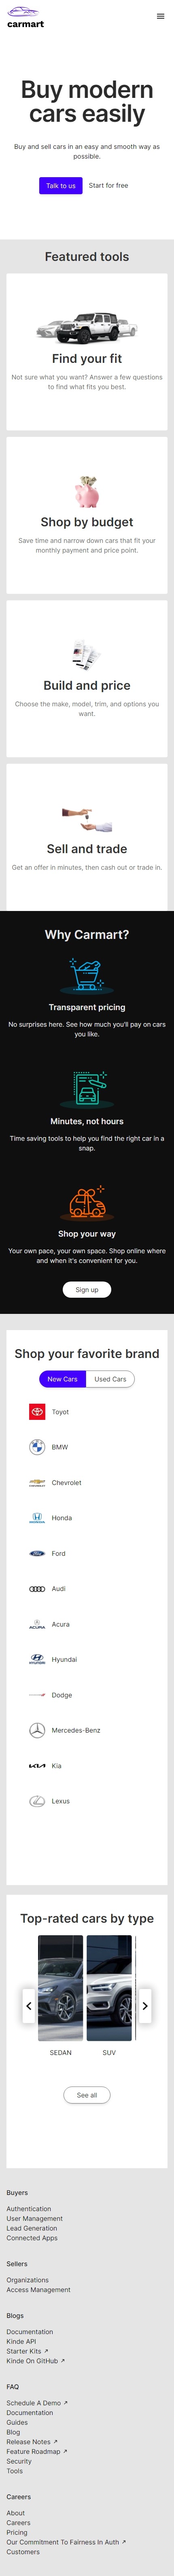 carmart
Buy modern
cars easily
Buy and sell cars in an easy and smooth way as
possible.
Talk to us
Start for free
Featured tools
Find your fit
Not sure what you want? Answer a few questions
to find what fits you best.
Shop by budget
Save time and narrow down cars that fit your
monthly payment and price point.
Build and price
Choose the make, model, trim, and options you
want.
Sell and trade
Get an offer in minutes, then cash out or trade in.
Why Carmart?
Transparent pricing
No surprises here. See how much you'll pay on cars
you like.
Minutes, not hours
Time saving tools to help you find the right car in a
snap.
Shop your way
Your own pace, your own space. Shop online where
and when it's convenient for you.
Sign up
Shop your favorite brand
New Cars
Used Cars
Toyot
BMW
Chevrolet
Honda
Ford
Audi
ACURA
Acura
HYUNDAI
Hyundai
Dodge
Mercedes-Benz
Kia
Lexus
Top-rated cars by type
SEDAN
SUV
See all
Buyers
Authentication
User Management
Lead Generation
Connected Apps
Sellers
Organizations
Access Management
Blogs
Documentation
Kinde API
Starter Kits ↗
Kinde On GitHub ↗
FAQ
Schedule A Demo ↗
Documentation
Guides
Blog
Release Notes ↗
Feature Roadmap ↗
Security
Tools
Careers
About
Careers
Pricing
Our Commitment To Fairness In Auth ↗
Customers